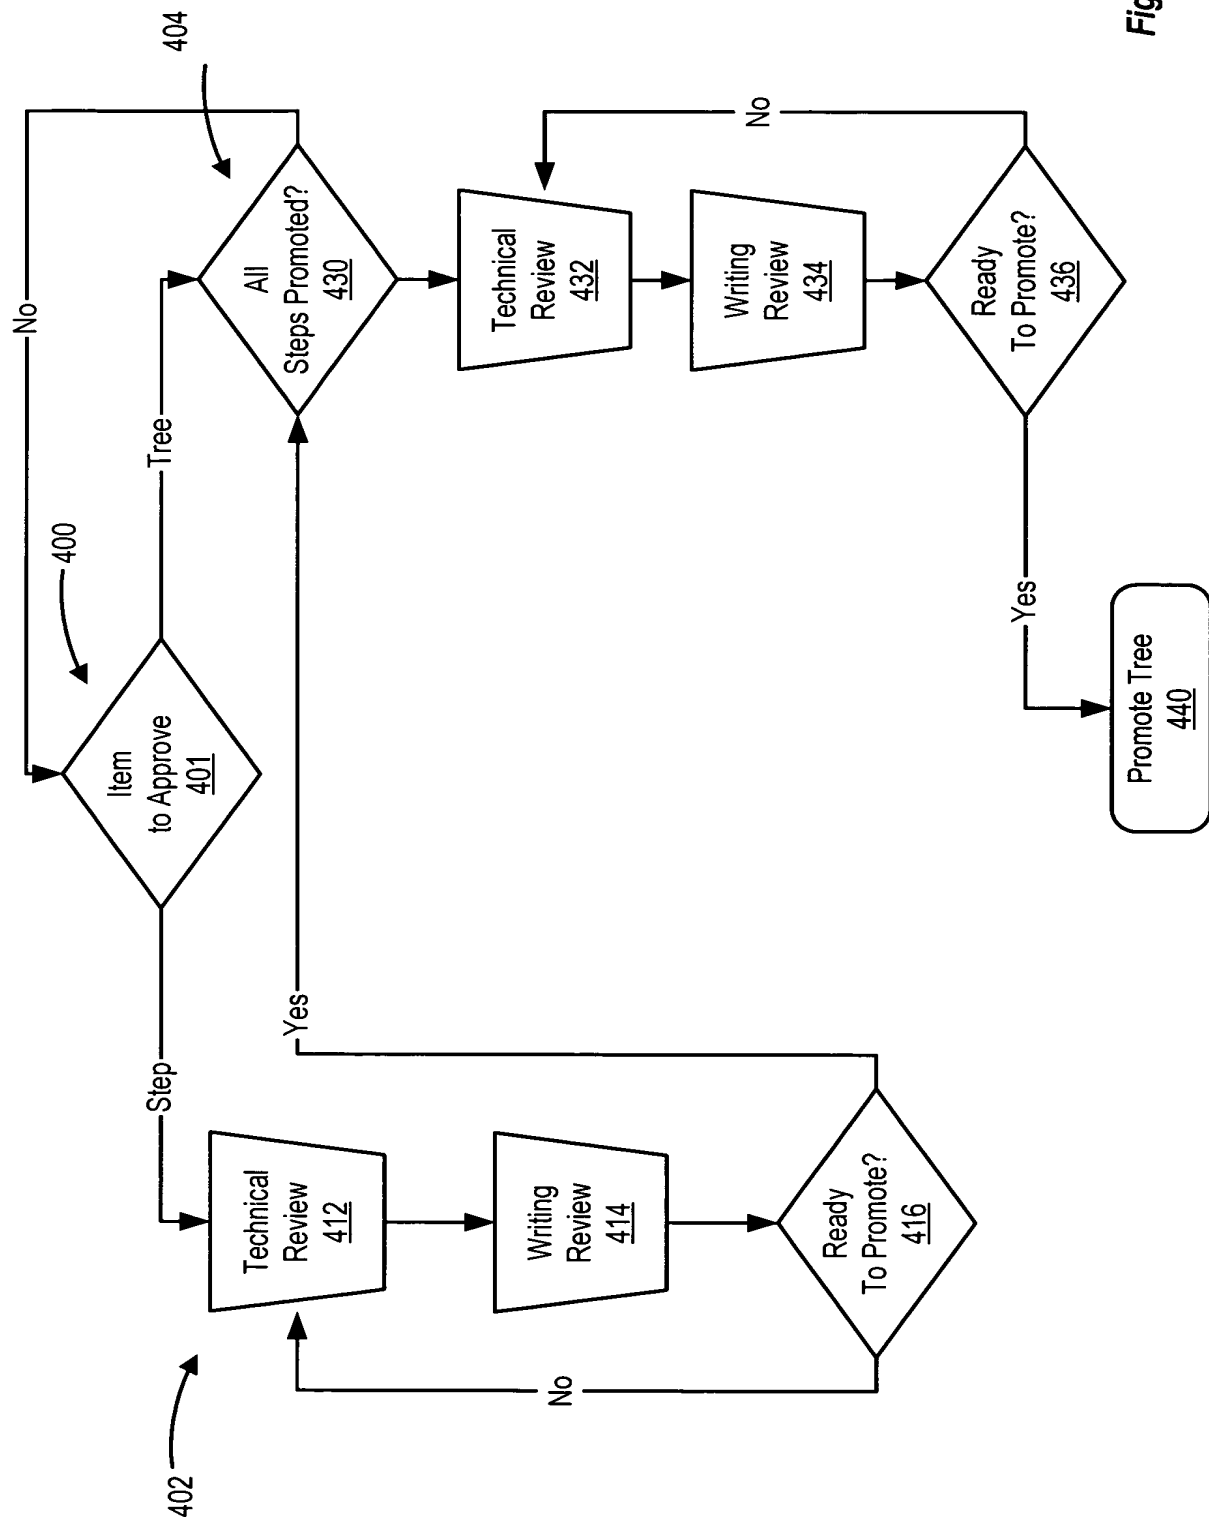 400
Item
to Approve
401
Step
Tree
No
402
Technical
Review
412
Writing
Review
414
Ready
To Promote?
416
No
Yes
404
All
Steps Promoted?
430
Technical
Review
432
Writing
Review
434
Ready
To Promote?
436
No
Yes
Promote Tree
440
Fig